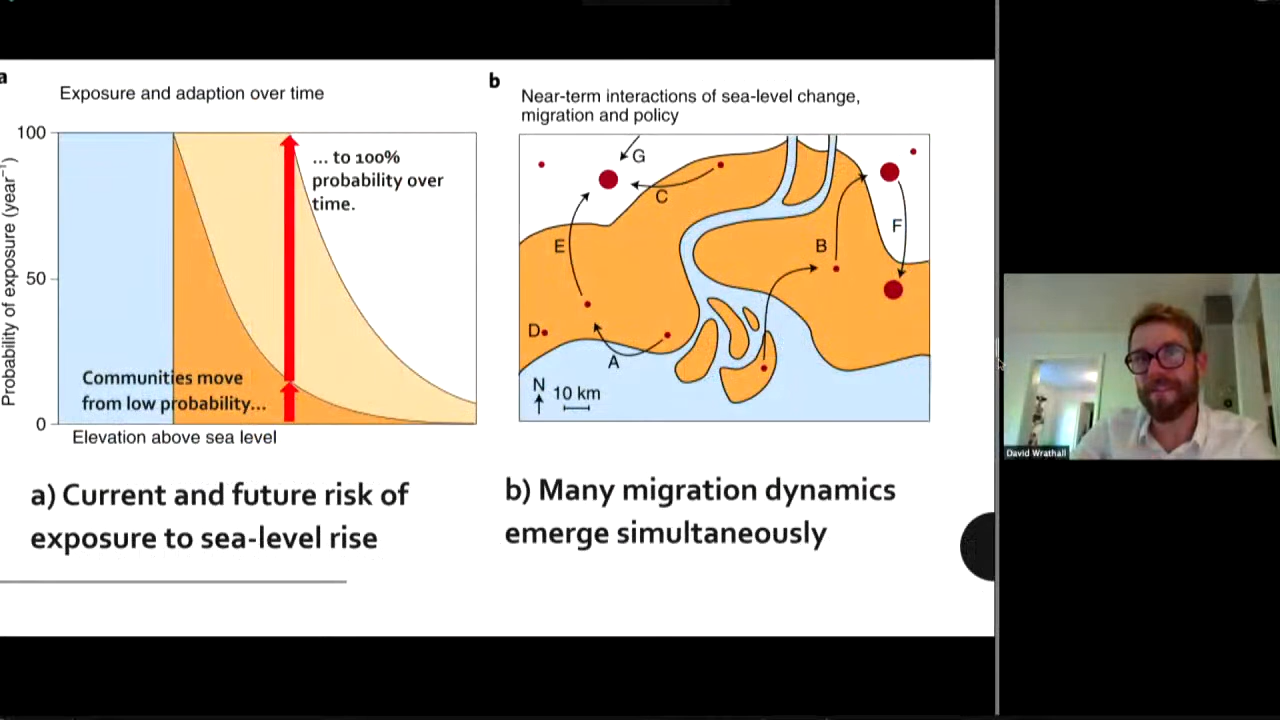 a
Exposure and adaption over time
100
50
0
Probability of exposure (year⁻¹)
... to 100%
probability over
time.
Communities move
from low probability...
Elevation above sea level
a) Current and future risk of
exposure to sea-level rise
b
Near-term interactions of sea-level change,
migration and policy
G
C
E
B
F
D
A
N
10 km
b) Many migration dynamics
emerge simultaneously
David Wrathall